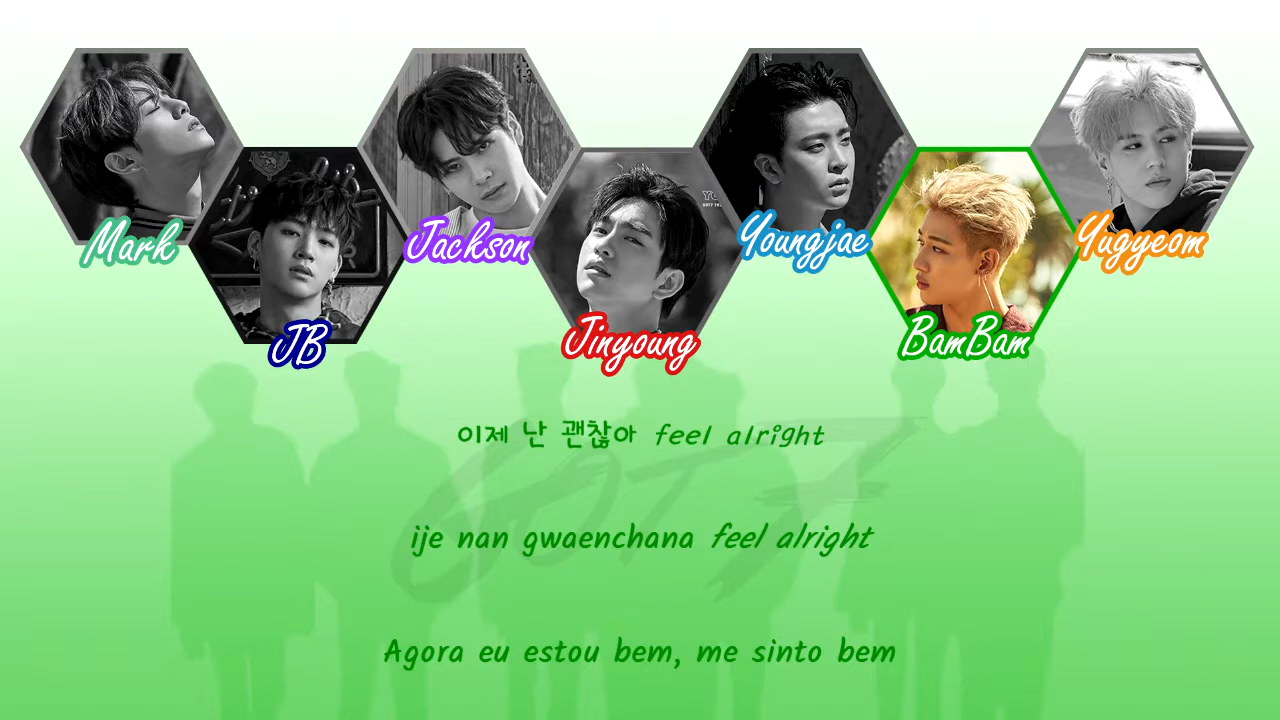 Mark
JB
Jackson
Jinyoung
Youngjae
BamBam
Yugyeom
이제 난 괜찮아 feel alright
GOT7
ije nan gwaenchana feel alright
Agora eu estou bem, me sinto bem